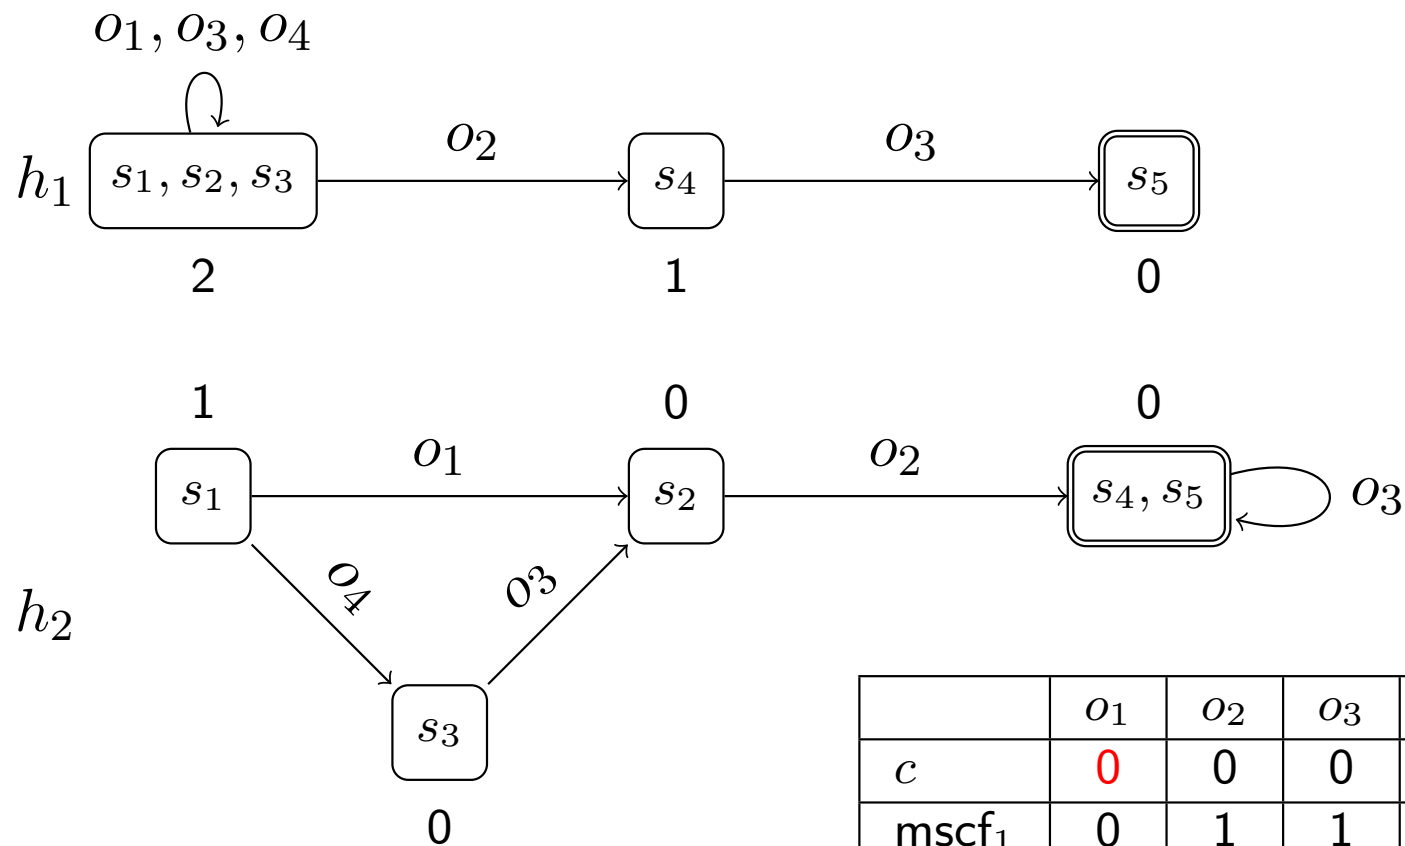 o₁, o₃, o₄
h₁ s₁, s₂, s₃ o₂ s₄ o₃ s₅
2 1 0
1 0 0
s₁ o₁ s₂ o₂ s₄, s₅ o₃
o₄ o₃
h₂
s₃
0
o₁ o₂ o₃
c 0 0 0
mscf₁ 0 1 1